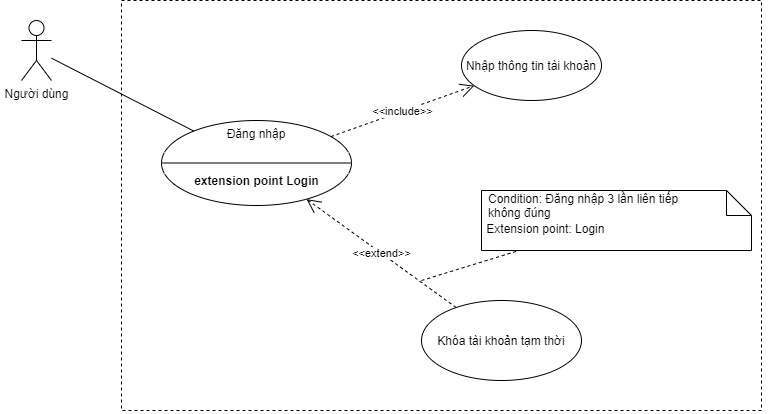 Người dùng
Nhập thông tin tài khoản
<<include>>
Đăng nhập
extension point Login
Condition: Đăng nhập 3 lần liên tiếp
không đúng
Extension point: Login
<<extend>>
Khóa tài khoản tạm thời